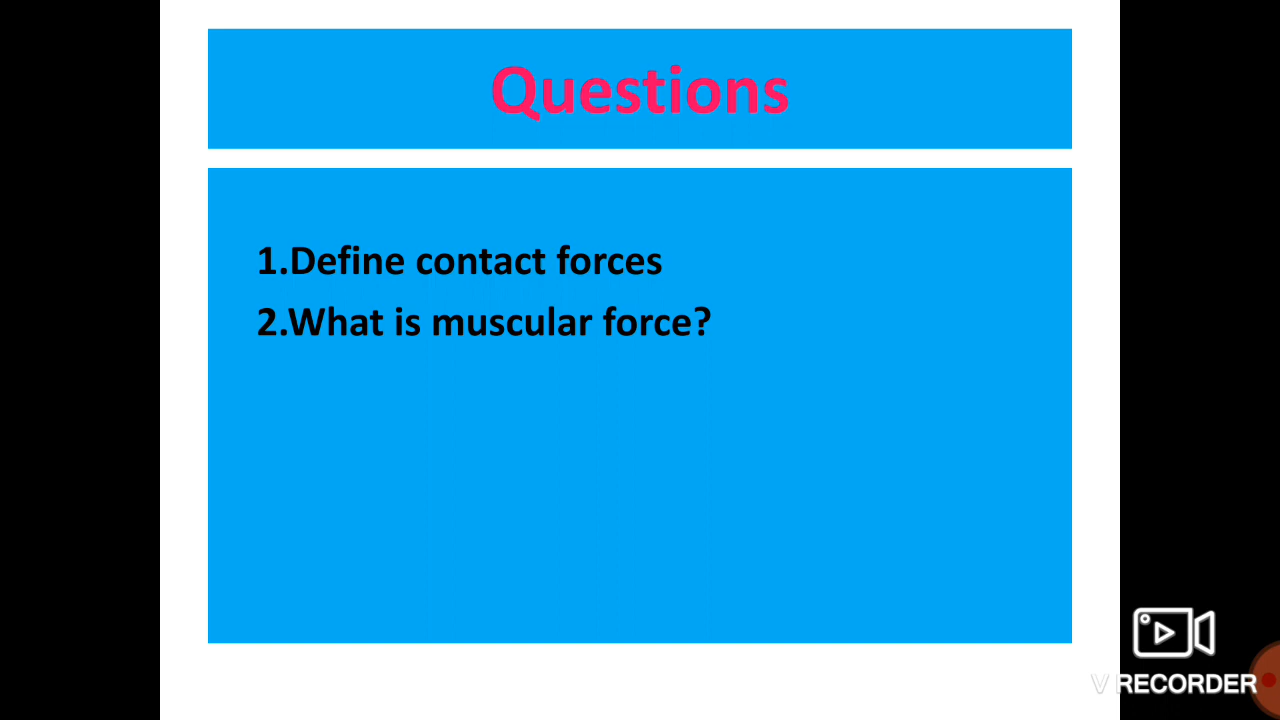 Questions
1.Define contact forces
2.What is muscular force?
V RECORDER